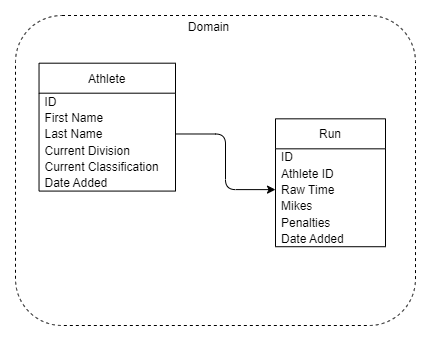 Domain
Athlete
ID
First Name
Last Name
Current Division
Current Classification
Date Added
Run
ID
Athlete ID
Raw Time
Mikes
Penalties
Date Added